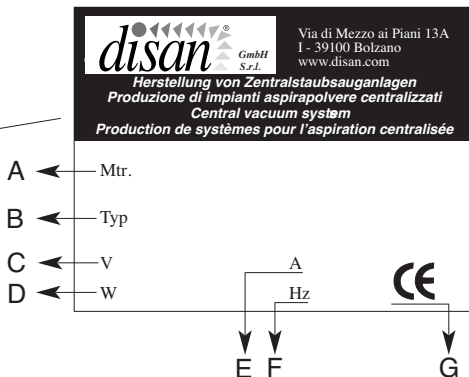 disan®
GmbH
S.r.l.
Via di Mezzo ai Piani 13A
I - 39100 Bolzano
www.disan.com
Herstellung von Zentralstaubsauganlagen
Produzione di impianti aspirapolvere centralizzati
Central vacuum system
Production de systèmes pour l'aspiration centralisée
A Mtr.
B Typ
C V A
D W Hz CE
E F G